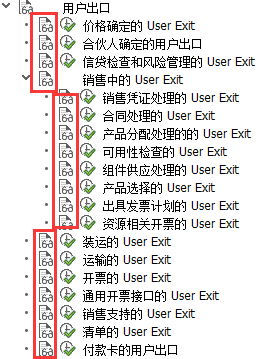 用户出口
价格确定的 User Exit
合伙人确定的用户出口
信贷检查和风险管理的 User Exit
销售中的 User Exit
销售凭证处理的 User Exit
合同处理的 User Exit
产品分配处理的的 User Exit
可用性检查的 User Exit
组件供应处理的 User Exit
产品选择的 User Exit
出具发票计划的 User Exit
资源相关开票的 User Exit
装运的 User Exit
运输的 User Exit
开票的 User Exit
通用开票接口的 User Exit
销售支持的 User Exit
清单的 User Exit
付款卡的用户出口